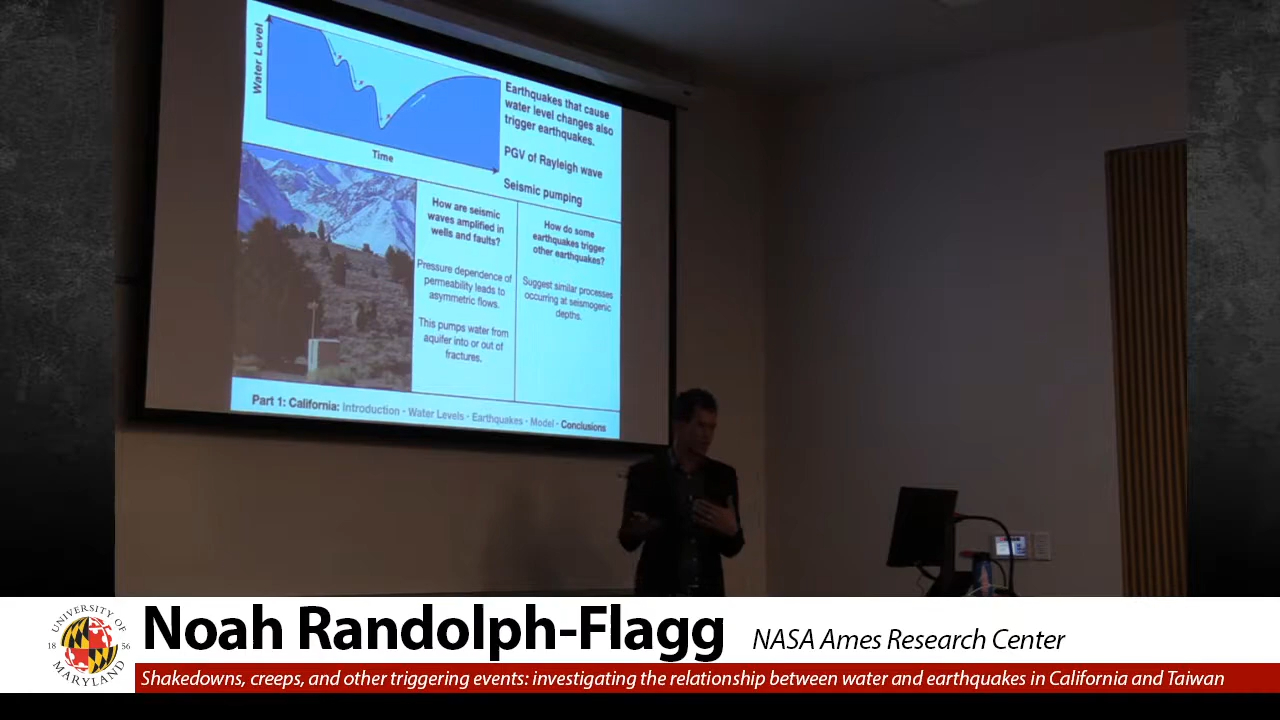 Water Level
Time
Earthquakes that cause
water level changes also
trigger earthquakes.
PGV of Rayleigh wave
Seismic pumping
How are seismic
waves amplified in
wells and faults?
Pressure dependence of
permeability leads to
asymmetric flows.
This pumps water from
aquifer into or out of
fractures.
How do some
earthquakes trigger
other earthquakes?
Suggest similar processes
occurring at seismogenic
depths.
Part 1: California: Introduction · Water Levels · Earthquakes · Model · Conclusions
UNIVERSITY OF
18 56
MARYLAND
Noah Randolph-Flagg NASA Ames Research Center
Shakedowns, creeps, and other triggering events: investigating the relationship between water and earthquakes in California and Taiwan